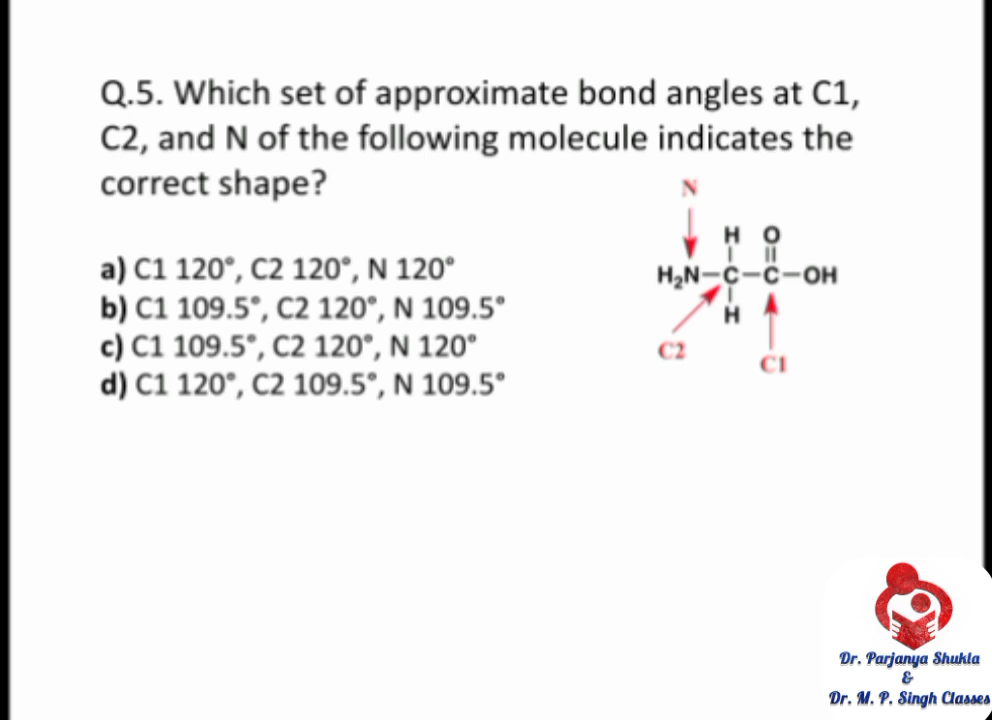 Q.5. Which set of approximate bond angles at C1,
C2, and N of the following molecule indicates the
correct shape?
a) C1 120°, C2 120°, N 120°
b) C1 109.5°, C2 120°, N 109.5°
c) C1 109.5°, C2 120°, N 120°
d) C1 120°, C2 109.5°, N 109.5°
N
H O
H₂N-C-C-OH
H
C2
C1
Dr. Parjanya Shukla
&
Dr. M. P. Singh Classes